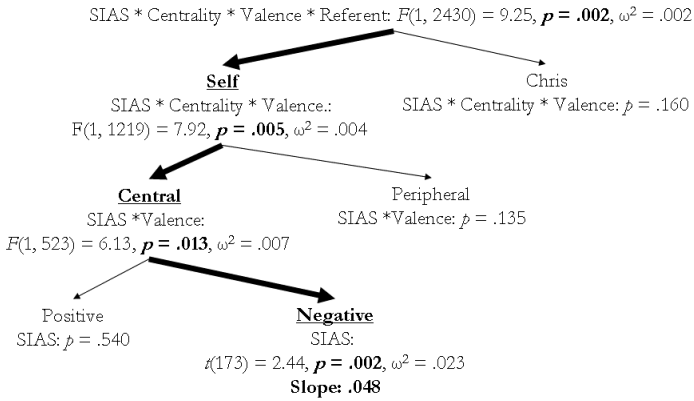 SIAS * Centrality * Valence * Referent: F(1, 2430) = 9.25, p = .002, ω² = .002
Self
SIAS * Centrality * Valence.:
F(1, 1219) = 7.92, p = .005, ω² = .004
Chris
SIAS * Centrality * Valence: p = .160
Central
SIAS *Valence:
F(1, 523) = 6.13, p = .013, ω² = .007
Peripheral
SIAS *Valence: p = .135
Positive
SIAS: p = .540
Negative
SIAS:
t(173) = 2.44, p = .002, ω² = .023
Slope: .048